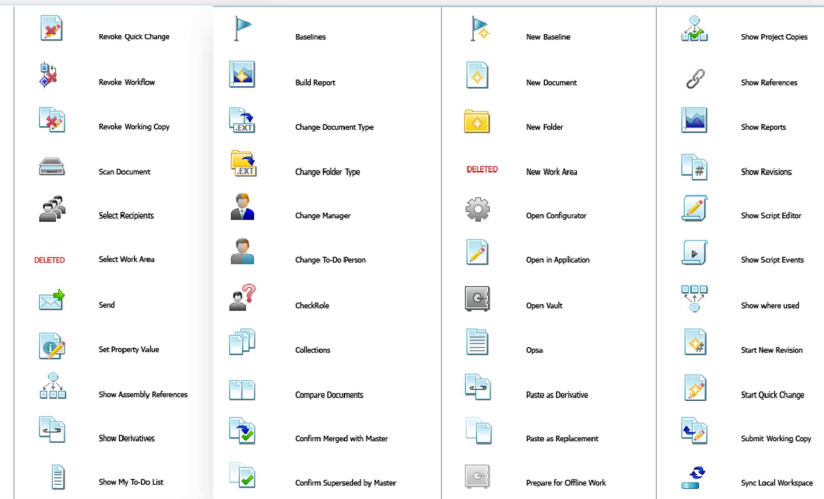 Revoke Quick Change
Revoke Workflow
Revoke Working Copy
Scan Document
Select Recipients
DELETED Select Work Area
Send
Set Property Value
Show Assembly References
Show Derivatives
Show My To-Do List
Baselines
Build Report
.EXT Change Document Type
.EXT Change Folder Type
Change Manager
Change To-Do Person
CheckRole
Collections
Compare Documents
Confirm Merged with Master
Confirm Superseded by Master
New Baseline
New Document
New Folder
DELETED New Work Area
Open Configurator
Open in Application
Open Vault
Opsa
Paste as Derivative
Paste as Replacement
Prepare for Offline Work
Show Project Copies
Show References
Show Reports
# Show Revisions
Show Script Editor
Show Script Events
Show where used
# Start New Revision
Start Quick Change
Submit Working Copy
Sync Local Workspace